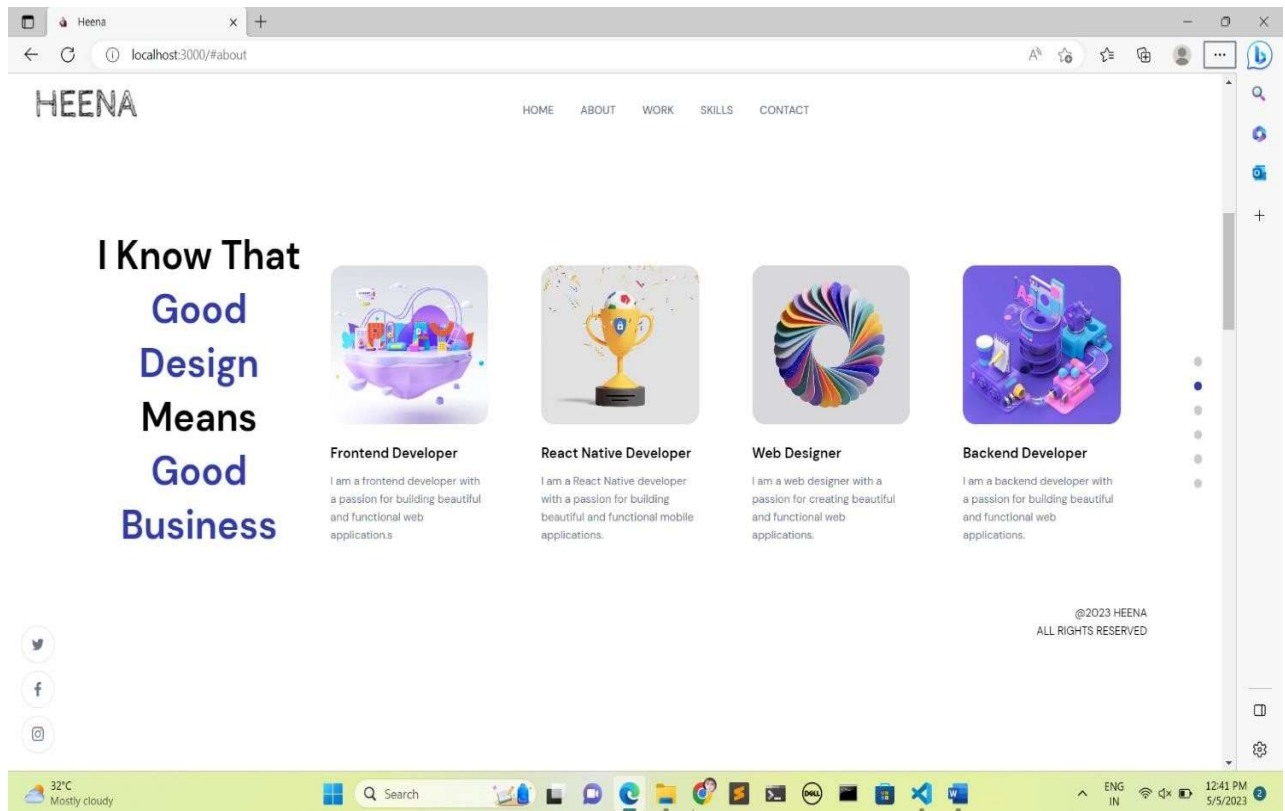 Heena
localhost:3000/#about
HEENA
HOME ABOUT WORK SKILLS CONTACT
I Know That
Good
Design
Means
Good
Business
Frontend Developer
I am a frontend developer with
a passion for building beautiful
and functional web
application.s
React Native Developer
I am a React Native developer
with a passion for building
beautiful and functional mobile
applications.
Web Designer
I am a web designer with a
passion for creating beautiful
and functional web
applications.
Backend Developer
I am a backend developer with
a passion for building beautiful
and functional web
applications.
@2023 HEENA
ALL RIGHTS RESERVED
32°C
Mostly cloudy
Search
DELL
ENG
IN
12:41 PM
5/5/2023
2